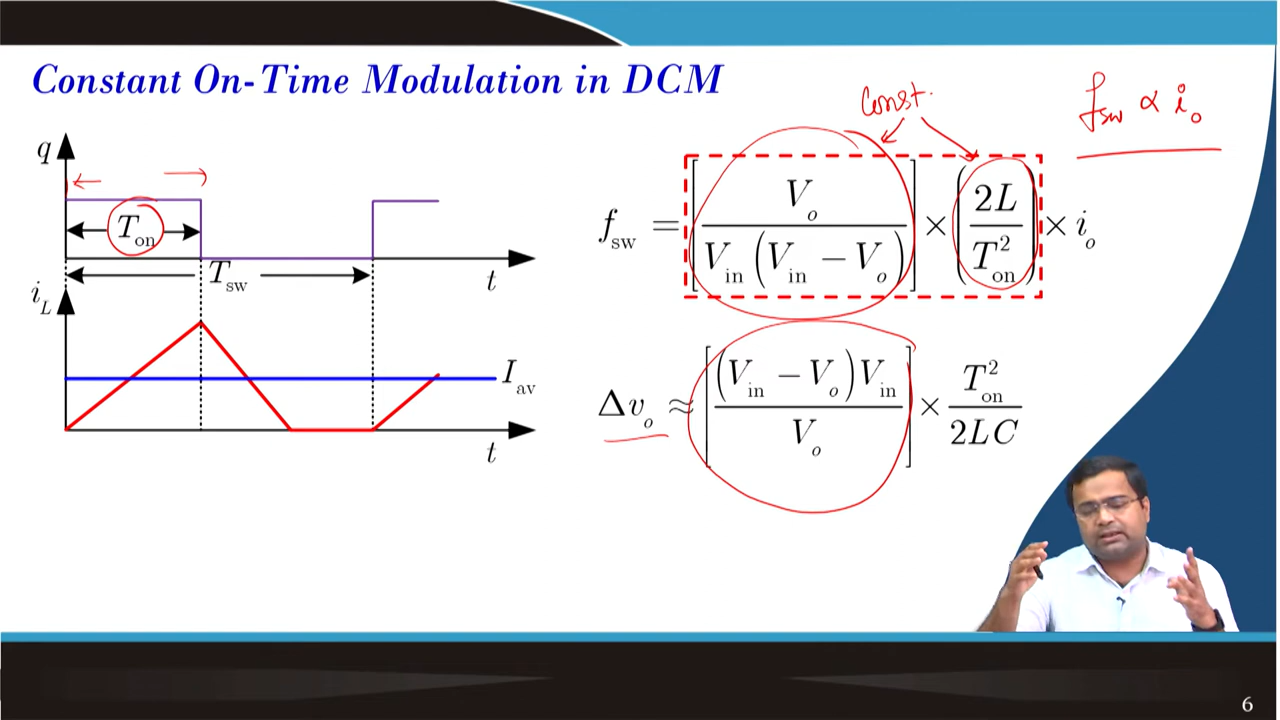 Constant On-Time Modulation in DCM
Const.
f_sw ∝ i_o
q
T_on
T_sw
t
i_L
I_av
t
f_sw = [ V_o / ( V_in (V_in − V_o) ) ] × ( 2L / T_on^2 ) × i_o
Δv_o ≈ [ (V_in − V_o) V_in / V_o ] × T_on^2 / 2LC
6